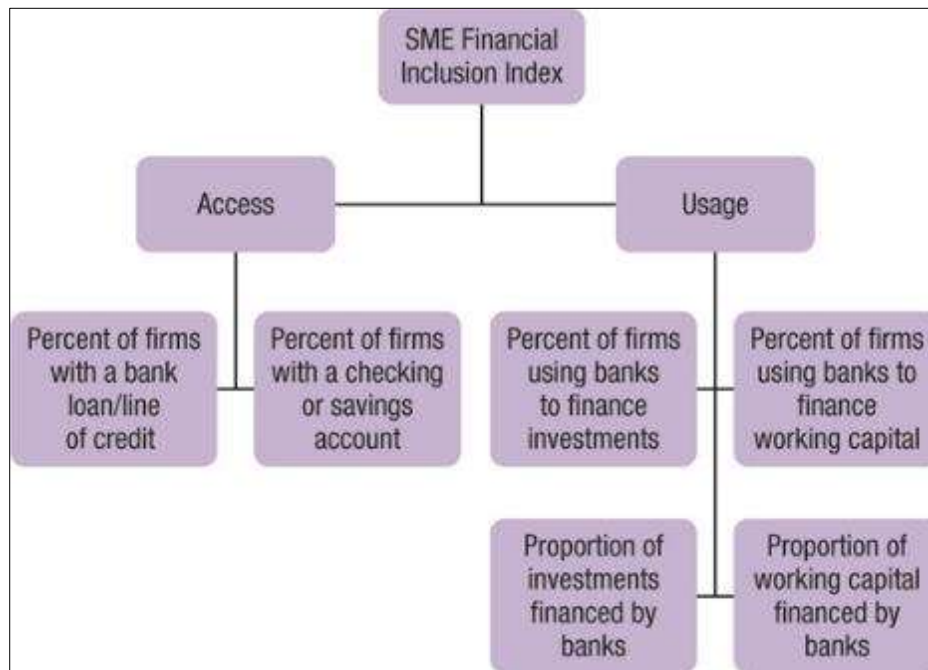 SME Financial
Inclusion Index
Access
Usage
Percent of firms
with a bank
loan/line
of credit
Percent of firms
with a checking
or savings
account
Percent of firms
using banks
to finance
investments
Percent of firms
using banks to
finance
working capital
Proportion of
investments
financed by
banks
Proportion of
working capital
financed by
banks